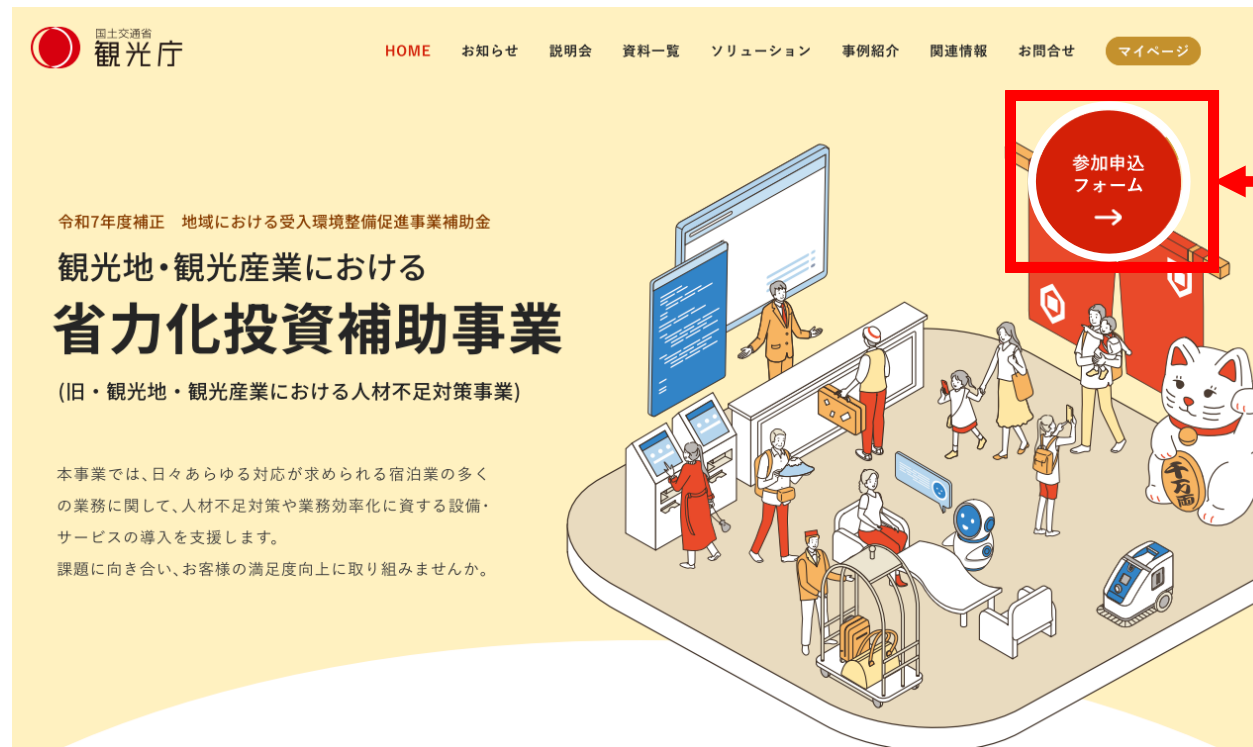 国土交通省
観光庁
HOME お知らせ 説明会 資料一覧 ソリューション 事例紹介 関連情報 お問合せ マイページ
参加申込
フォーム
令和7年度補正 地域における受入環境整備促進事業補助金
観光地・観光産業における
省力化投資補助事業
(旧・観光地・観光産業における人材不足対策事業)
本事業では、日々あらゆる対応が求められる宿泊業の多く
の業務に関して、人材不足対策や業務効率化に資する設備・
サービスの導入を支援します。
課題に向き合い、お客様の満足度向上に取り組みませんか。
千万両